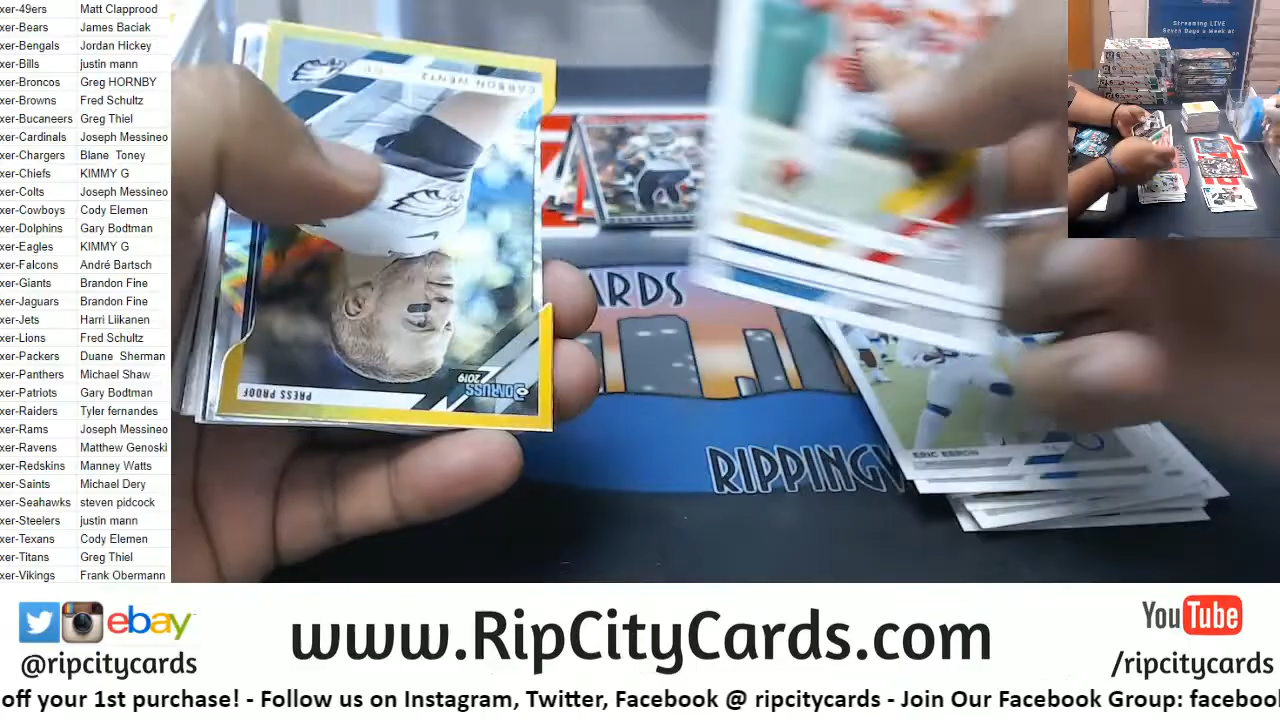 xer-49ers Matt Clapprood
xer-Bears James Baciak
xer-Bengals Jordan Hickey
xer-Bills justin mann
xer-Broncos Greg HORNBY
xer-Browns Fred Schultz
xer-Bucaneers Greg Thiel
xer-Cardinals Joseph Messineo
xer-Chargers Blane Toney
xer-Chiefs KIMMY G
xer-Colts Joseph Messineo
xer-Cowboys Cody Elemen
xer-Dolphins Gary Bodtman
xer-Eagles KIMMY G
xer-Falcons André Bartsch
xer-Giants Brandon Fine
xer-Jaguars Brandon Fine
xer-Jets Harri Liikanen
xer-Lions Fred Schultz
xer-Packers Duane Sherman
xer-Panthers Michael Shaw
xer-Patriots Gary Bodtman
xer-Raiders Tyler fernandes
xer-Rams Joseph Messineo
xer-Ravens Matthew Genoski
xer-Redskins Manney Watts
xer-Saints Michael Dery
xer-Seahawks steven pidcock
xer-Steelers justin mann
xer-Texans Cody Elemen
xer-Titans Greg Thiel
xer-Vikings Frank Obermann
CARSON WENTZ
DONRUSS 2019
PRESS PROOF
ARDS
RIPPING
ERIC EBRON
Streaming LIVE
Seven Days a Week at
ebay
@ripcitycards
www.RipCityCards.com
YouTube
/ripcitycards
off your 1st purchase! - Follow us on Instagram, Twitter, Facebook @ ripcitycards - Join Our Facebook Group: faceboo